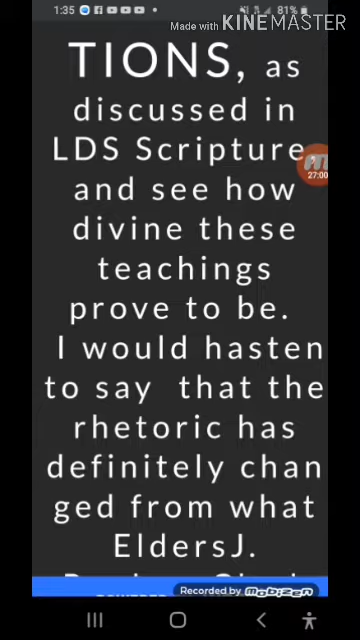 1:35
81%
Made with KINEMASTER
TIONS, as
discussed in
LDS Scripture,
and see how
27:00
divine these
teachings
prove to be.
I would hasten
to say that the
rhetoric has
definitely chan
ged from what
EldersJ.
Recorded by mobizen